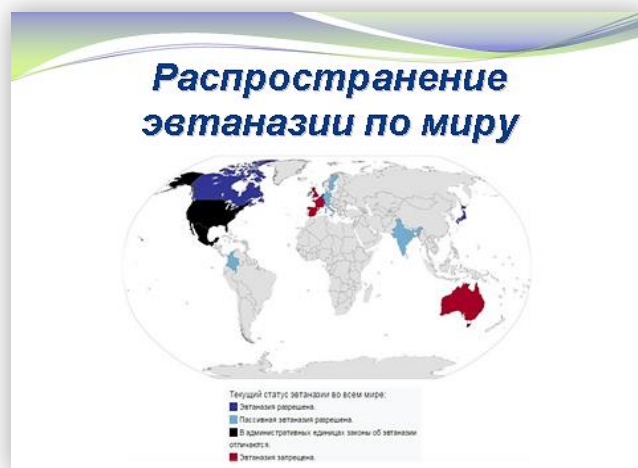 Распространение
эвтаназии по миру
Текущий статус эвтаназии во всем мире:
Эвтаназия разрешена.
Пассивная эвтаназия разрешена.
В административных единицах законы об эвтаназии
отличаются.
Эвтаназия запрещена.